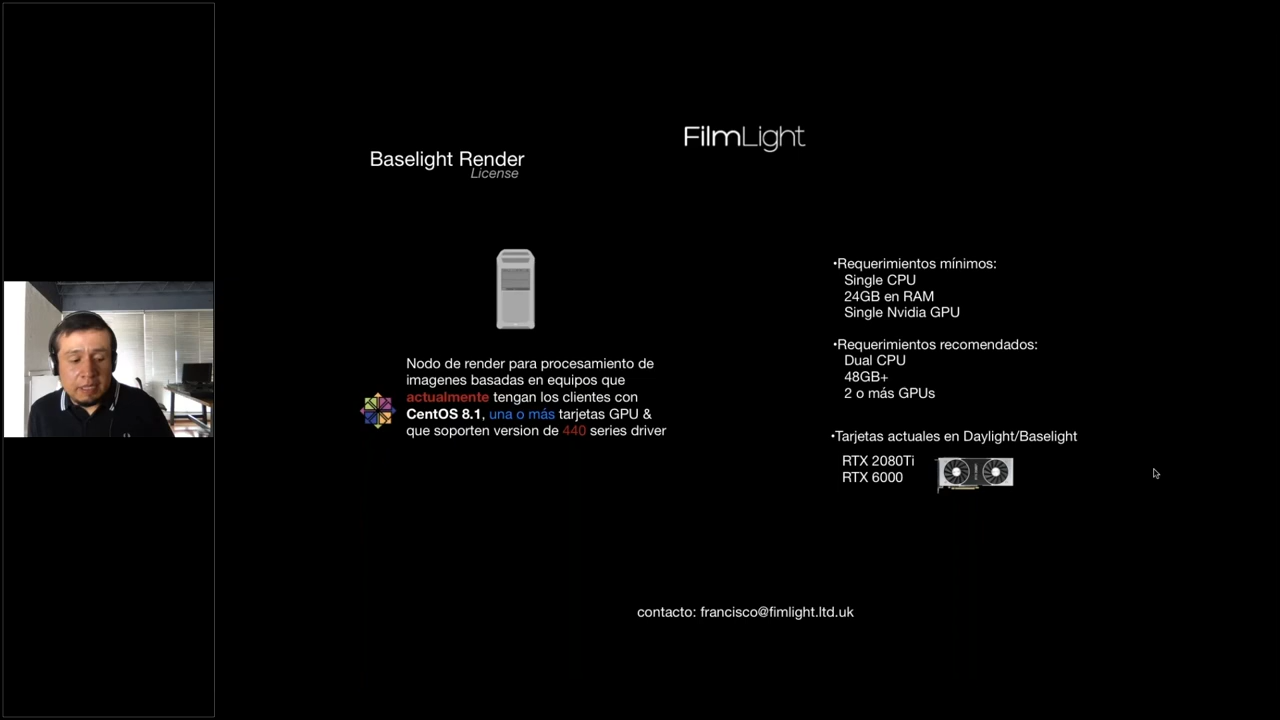 FilmLight
Baselight Render
License
Nodo de render para procesamiento de
imagenes basadas en equipos que
actualmente tengan los clientes con
CentOS 8.1, una o más tarjetas GPU &
que soporten version de 440 series driver
•Requerimientos mínimos:
Single CPU
24GB en RAM
Single Nvidia GPU
•Requerimientos recomendados:
Dual CPU
48GB+
2 o más GPUs
•Tarjetas actuales en Daylight/Baselight
RTX 2080Ti
RTX 6000
contacto: francisco@fimlight.ltd.uk